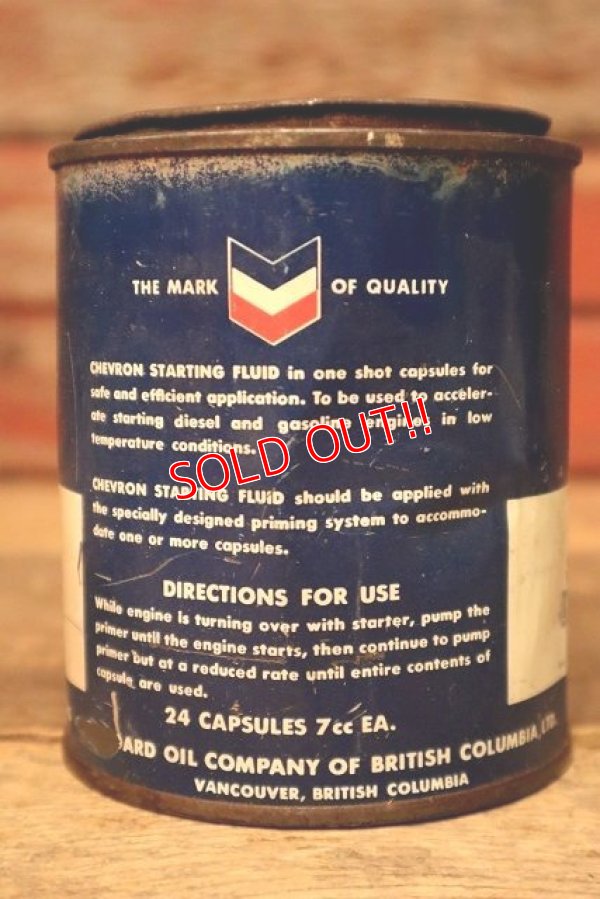 THE MARK OF QUALITY
CHEVRON STARTING FLUID in one shot capsules for
safe and efficient application. To be used to acceler-
ate starting diesel and gasoline engines in low
temperature conditions.
SOLD OUT!!
CHEVRON STARTING FLUID should be applied with
the specially designed priming system to accommo-
date one or more capsules.
DIRECTIONS FOR USE
While engine is turning over with starter, pump the
primer until the engine starts, then continue to pump
primer but at a reduced rate until entire contents of
capsule are used.
24 CAPSULES 7cc EA.
ARD OIL COMPANY OF BRITISH COLUMBIA, LTD.
VANCOUVER, BRITISH COLUMBIA